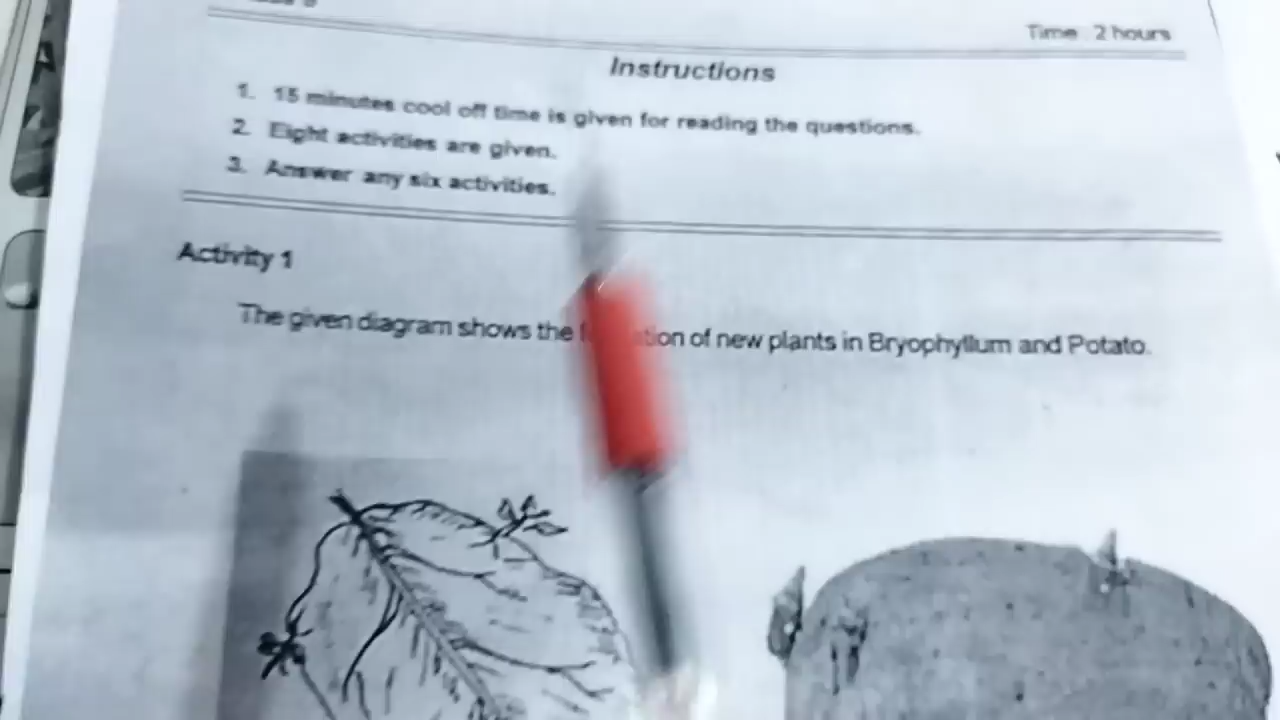 Time : 2 hours
Instructions
1. 15 minutes cool off time is given for reading the questions.
2. Eight activities are given.
3. Answer any six activities.
Activity 1
The given diagram shows the of new plants in Bryophyllum and Potato.